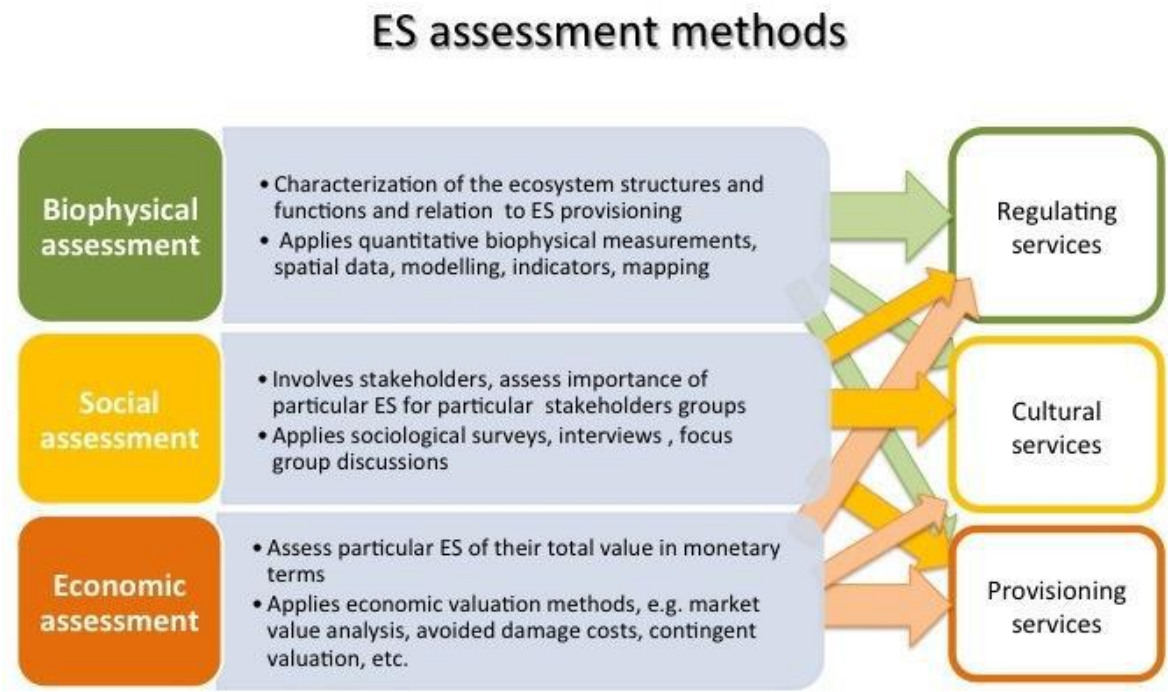 ES assessment methods
Biophysical
assessment
• Characterization of the ecosystem structures and
functions and relation to ES provisioning
• Applies quantitative biophysical measurements,
spatial data, modelling, indicators, mapping
Regulating
services
Social
assessment
• Involves stakeholders, assess importance of
particular ES for particular stakeholders groups
• Applies sociological surveys, interviews , focus
group discussions
Cultural
services
Economic
assessment
• Assess particular ES of their total value in monetary
terms
• Applies economic valuation methods, e.g. market
value analysis, avoided damage costs, contingent
valuation, etc.
Provisioning
services